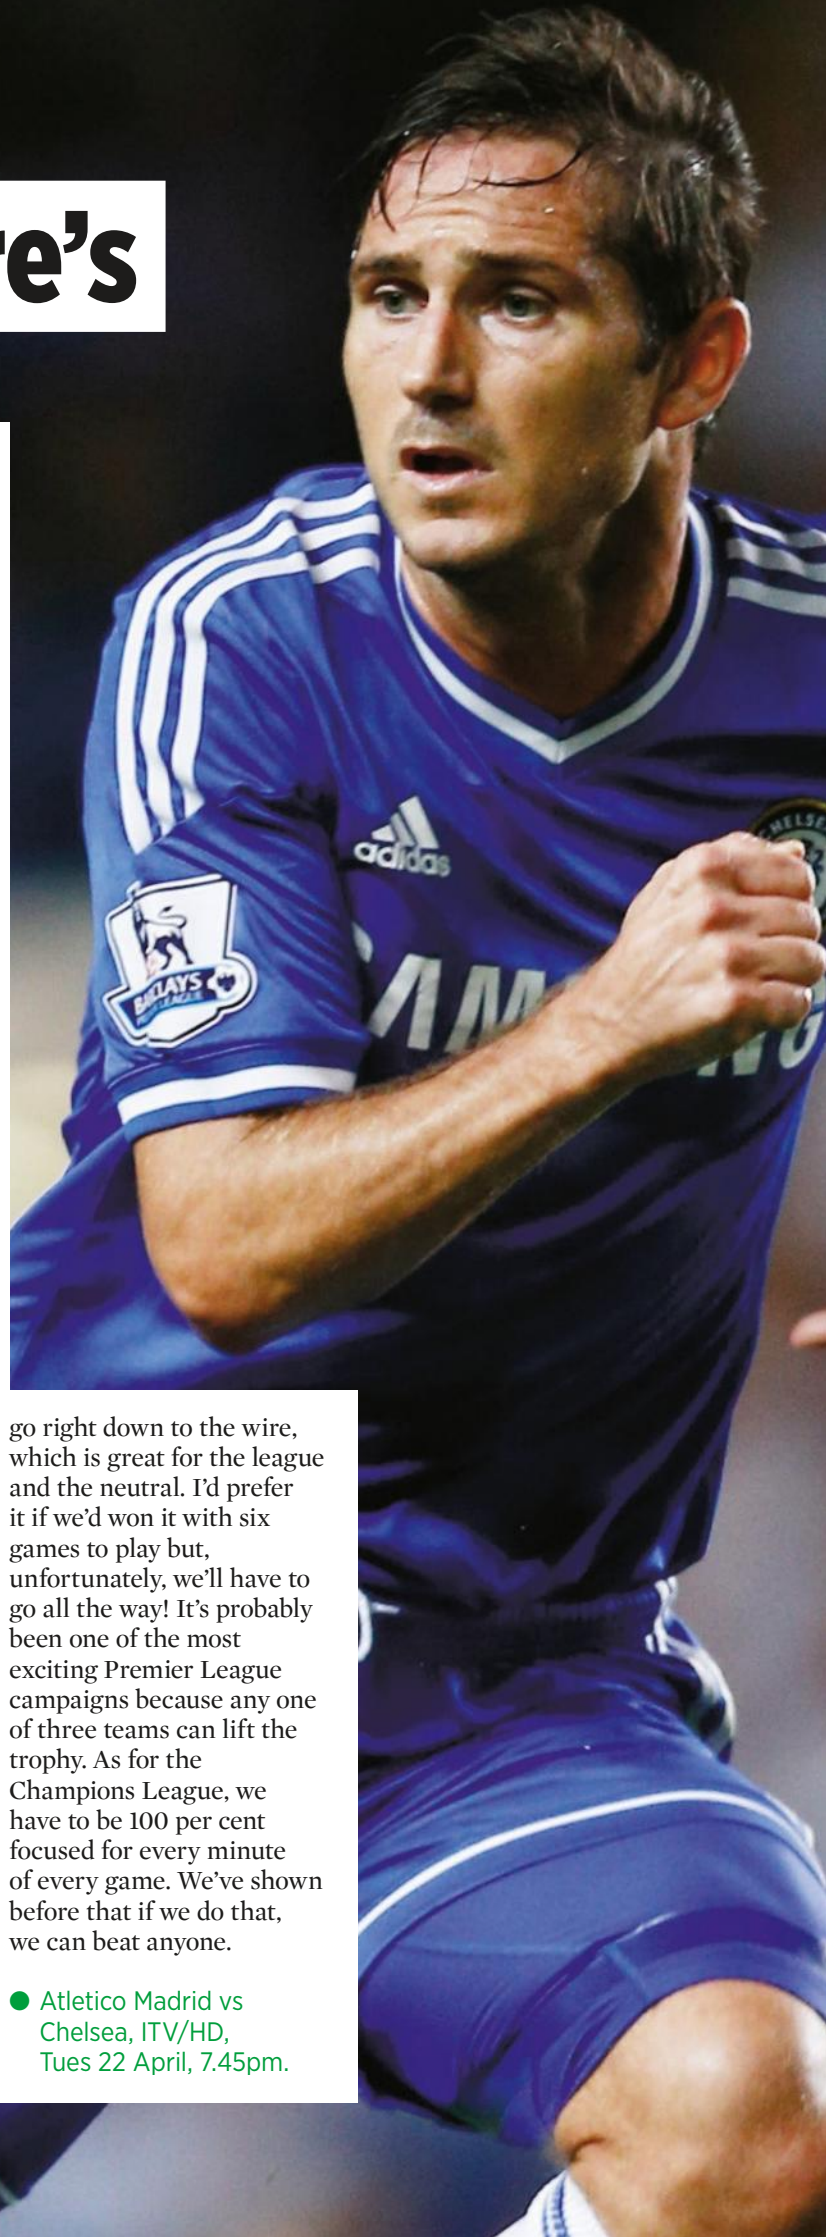 e's
adidas
CHELSE
BARCLAYS
SAMSUNG
go right down to the wire,
which is great for the league
and the neutral. I'd prefer
it if we'd won it with six
games to play but,
unfortunately, we'll have to
go all the way! It's probably
been one of the most
exciting Premier League
campaigns because any one
of three teams can lift the
trophy. As for the
Champions League, we
have to be 100 per cent
focused for every minute
of every game. We've shown
before that if we do that,
we can beat anyone.
● Atletico Madrid vs
Chelsea, ITV/HD,
Tues 22 April, 7.45pm.